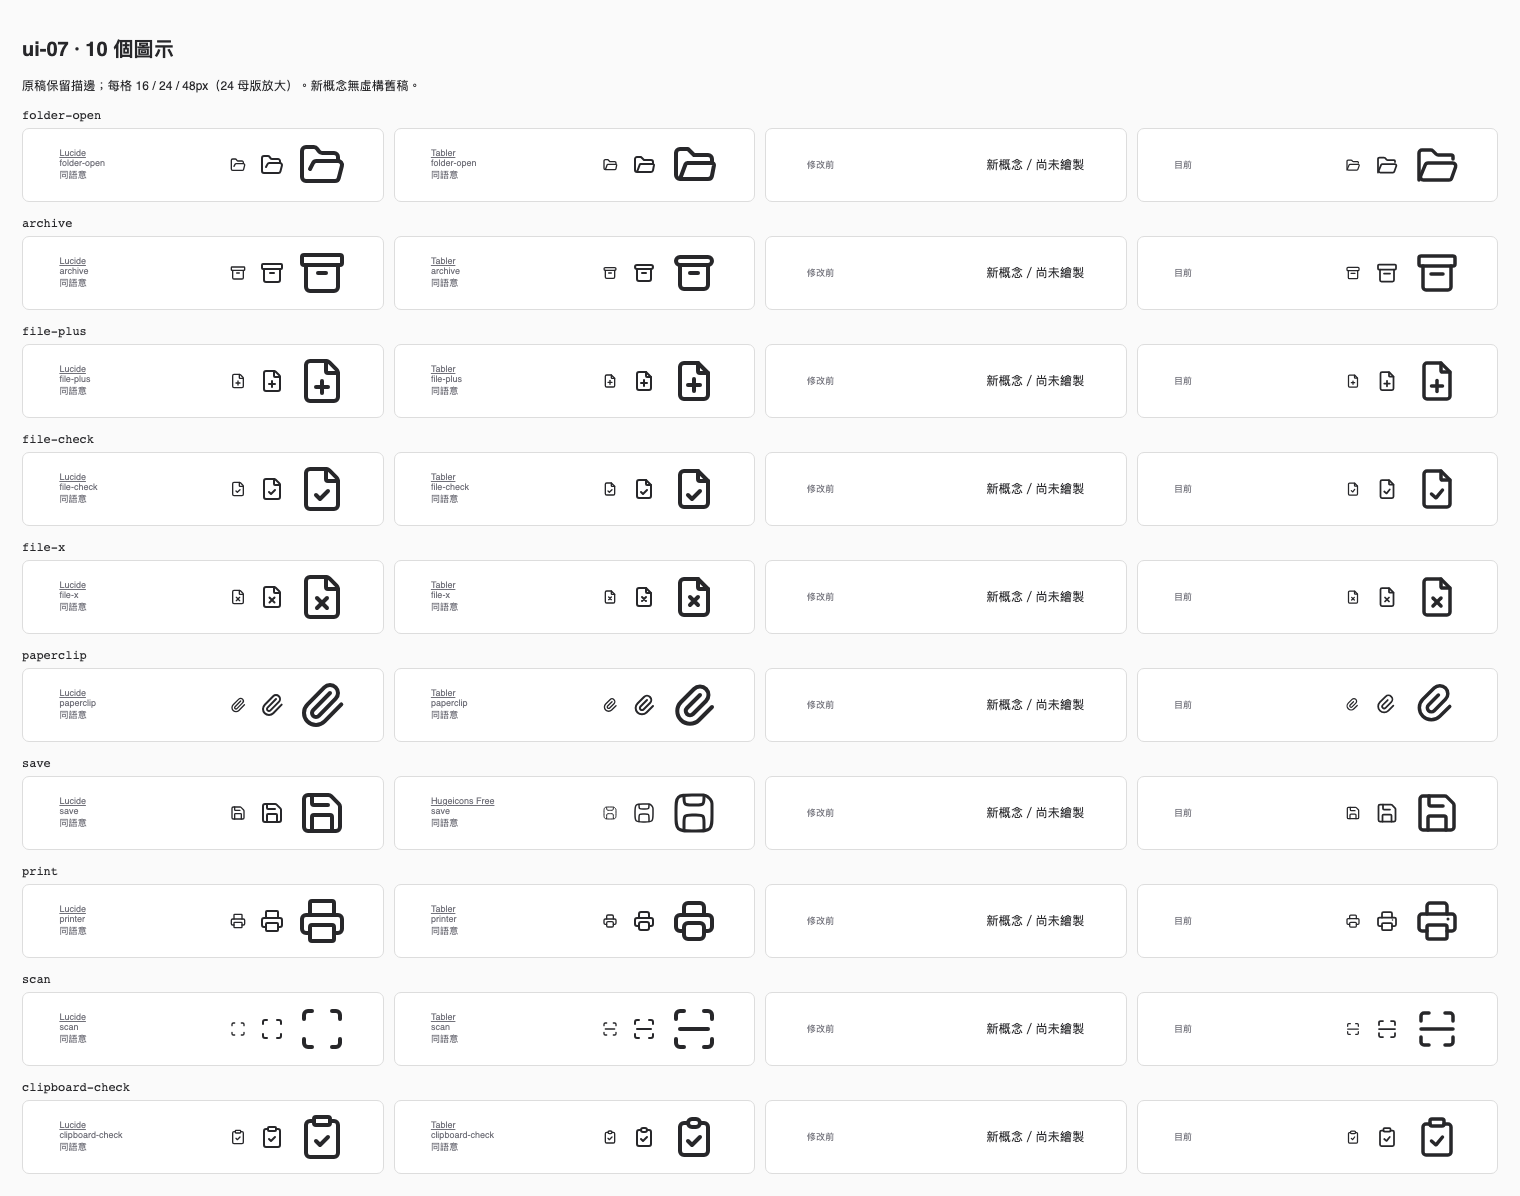 ui-07 · 10 個圖示
原稿保留描邊；每格 16 / 24 / 48px（24 母版放大）。新概念無虛構舊稿。
folder-open
Lucide
folder-open
同語意
Tabler
folder-open
同語意
修改前
新概念 / 尚未繪製
目前
archive
Lucide
archive
同語意
Tabler
archive
同語意
修改前
新概念 / 尚未繪製
目前
file-plus
Lucide
file-plus
同語意
Tabler
file-plus
同語意
修改前
新概念 / 尚未繪製
目前
file-check
Lucide
file-check
同語意
Tabler
file-check
同語意
修改前
新概念 / 尚未繪製
目前
file-x
Lucide
file-x
同語意
Tabler
file-x
同語意
修改前
新概念 / 尚未繪製
目前
paperclip
Lucide
paperclip
同語意
Tabler
paperclip
同語意
修改前
新概念 / 尚未繪製
目前
save
Lucide
save
同語意
Hugeicons Free
save
同語意
修改前
新概念 / 尚未繪製
目前
print
Lucide
printer
同語意
Tabler
printer
同語意
修改前
新概念 / 尚未繪製
目前
scan
Lucide
scan
同語意
Tabler
scan
同語意
修改前
新概念 / 尚未繪製
目前
clipboard-check
Lucide
clipboard-check
同語意
Tabler
clipboard-check
同語意
修改前
新概念 / 尚未繪製
目前